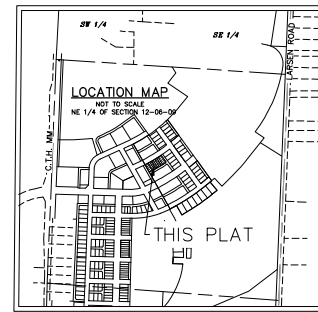 SW 1/4
SE 1/4
LARSEN ROAD
LOCATION MAP
NOT TO SCALE
NE 1/4 OF SECTION 12-06-09
C.T.H. MM
THIS PLAT